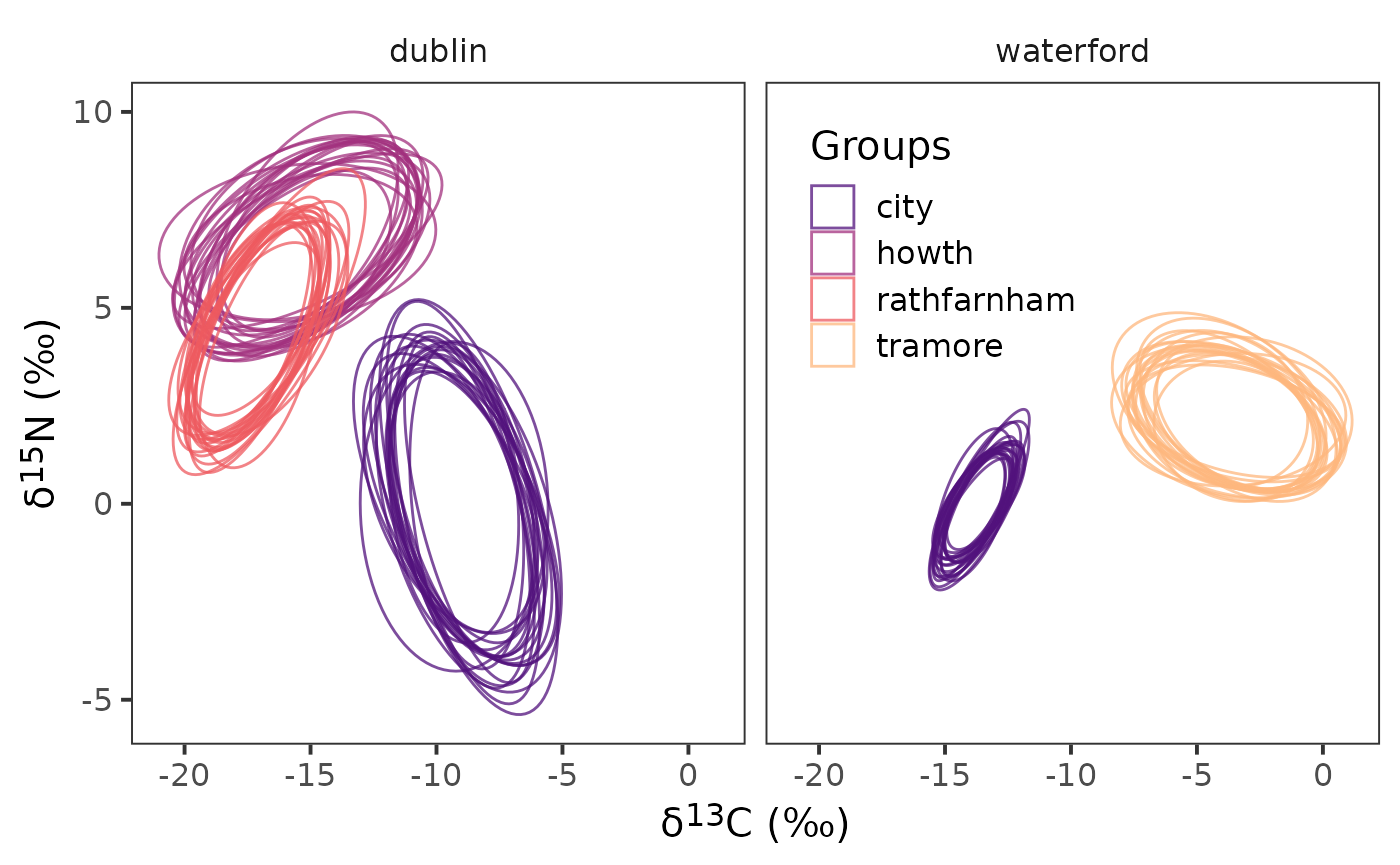 dublin
waterford
10
5
0
-5
δ¹⁵N (‰)
Groups
city
howth
rathfarnham
tramore
-20 -15 -10 -5 0
-20 -15 -10 -5 0
δ¹³C (‰)